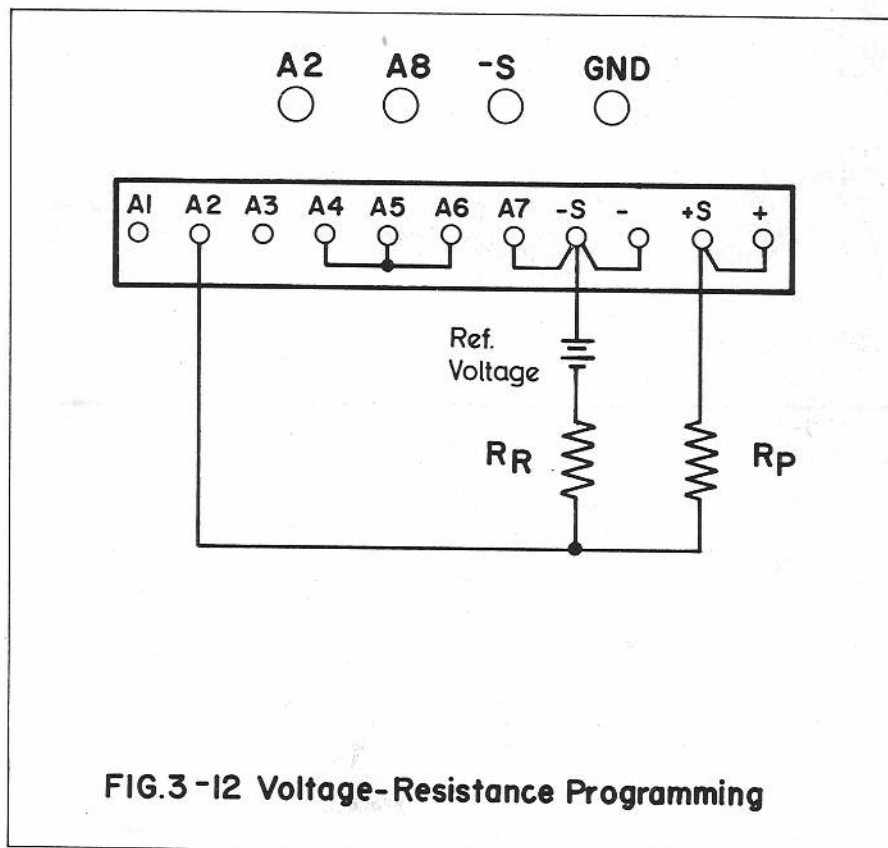 A2 A8 -S GND
A1 A2 A3 A4 A5 A6 A7 -S - +S +
Ref.
Voltage
RR RP
FIG.3-12 Voltage-Resistance Programming